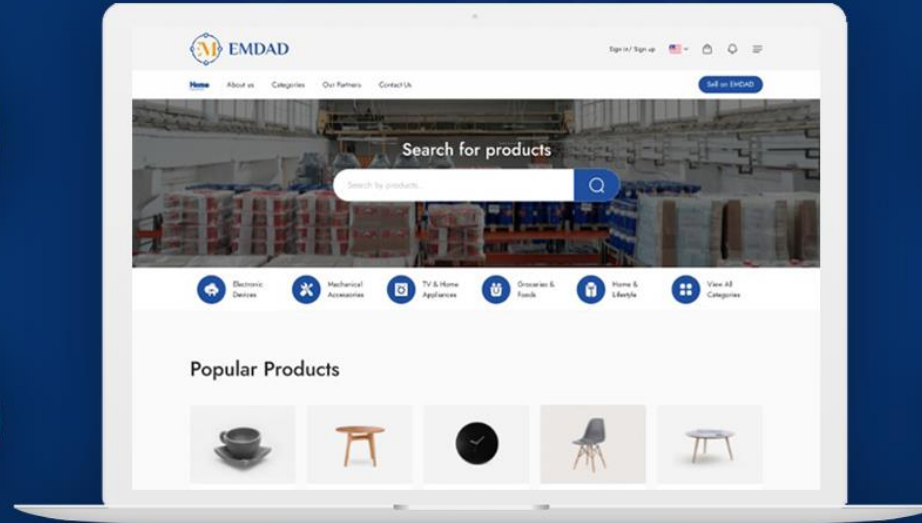 M EMDAD
Sign in/ Sign up
Home About us Categories Our Partners Contact Us
Sell on EMDAD
Search for products
Search by products...
Electronic
Devices
Mechanical
Accessories
TV & Home
Appliances
Groceries &
Foods
Home &
Lifestyle
View All
Categories
Popular Products